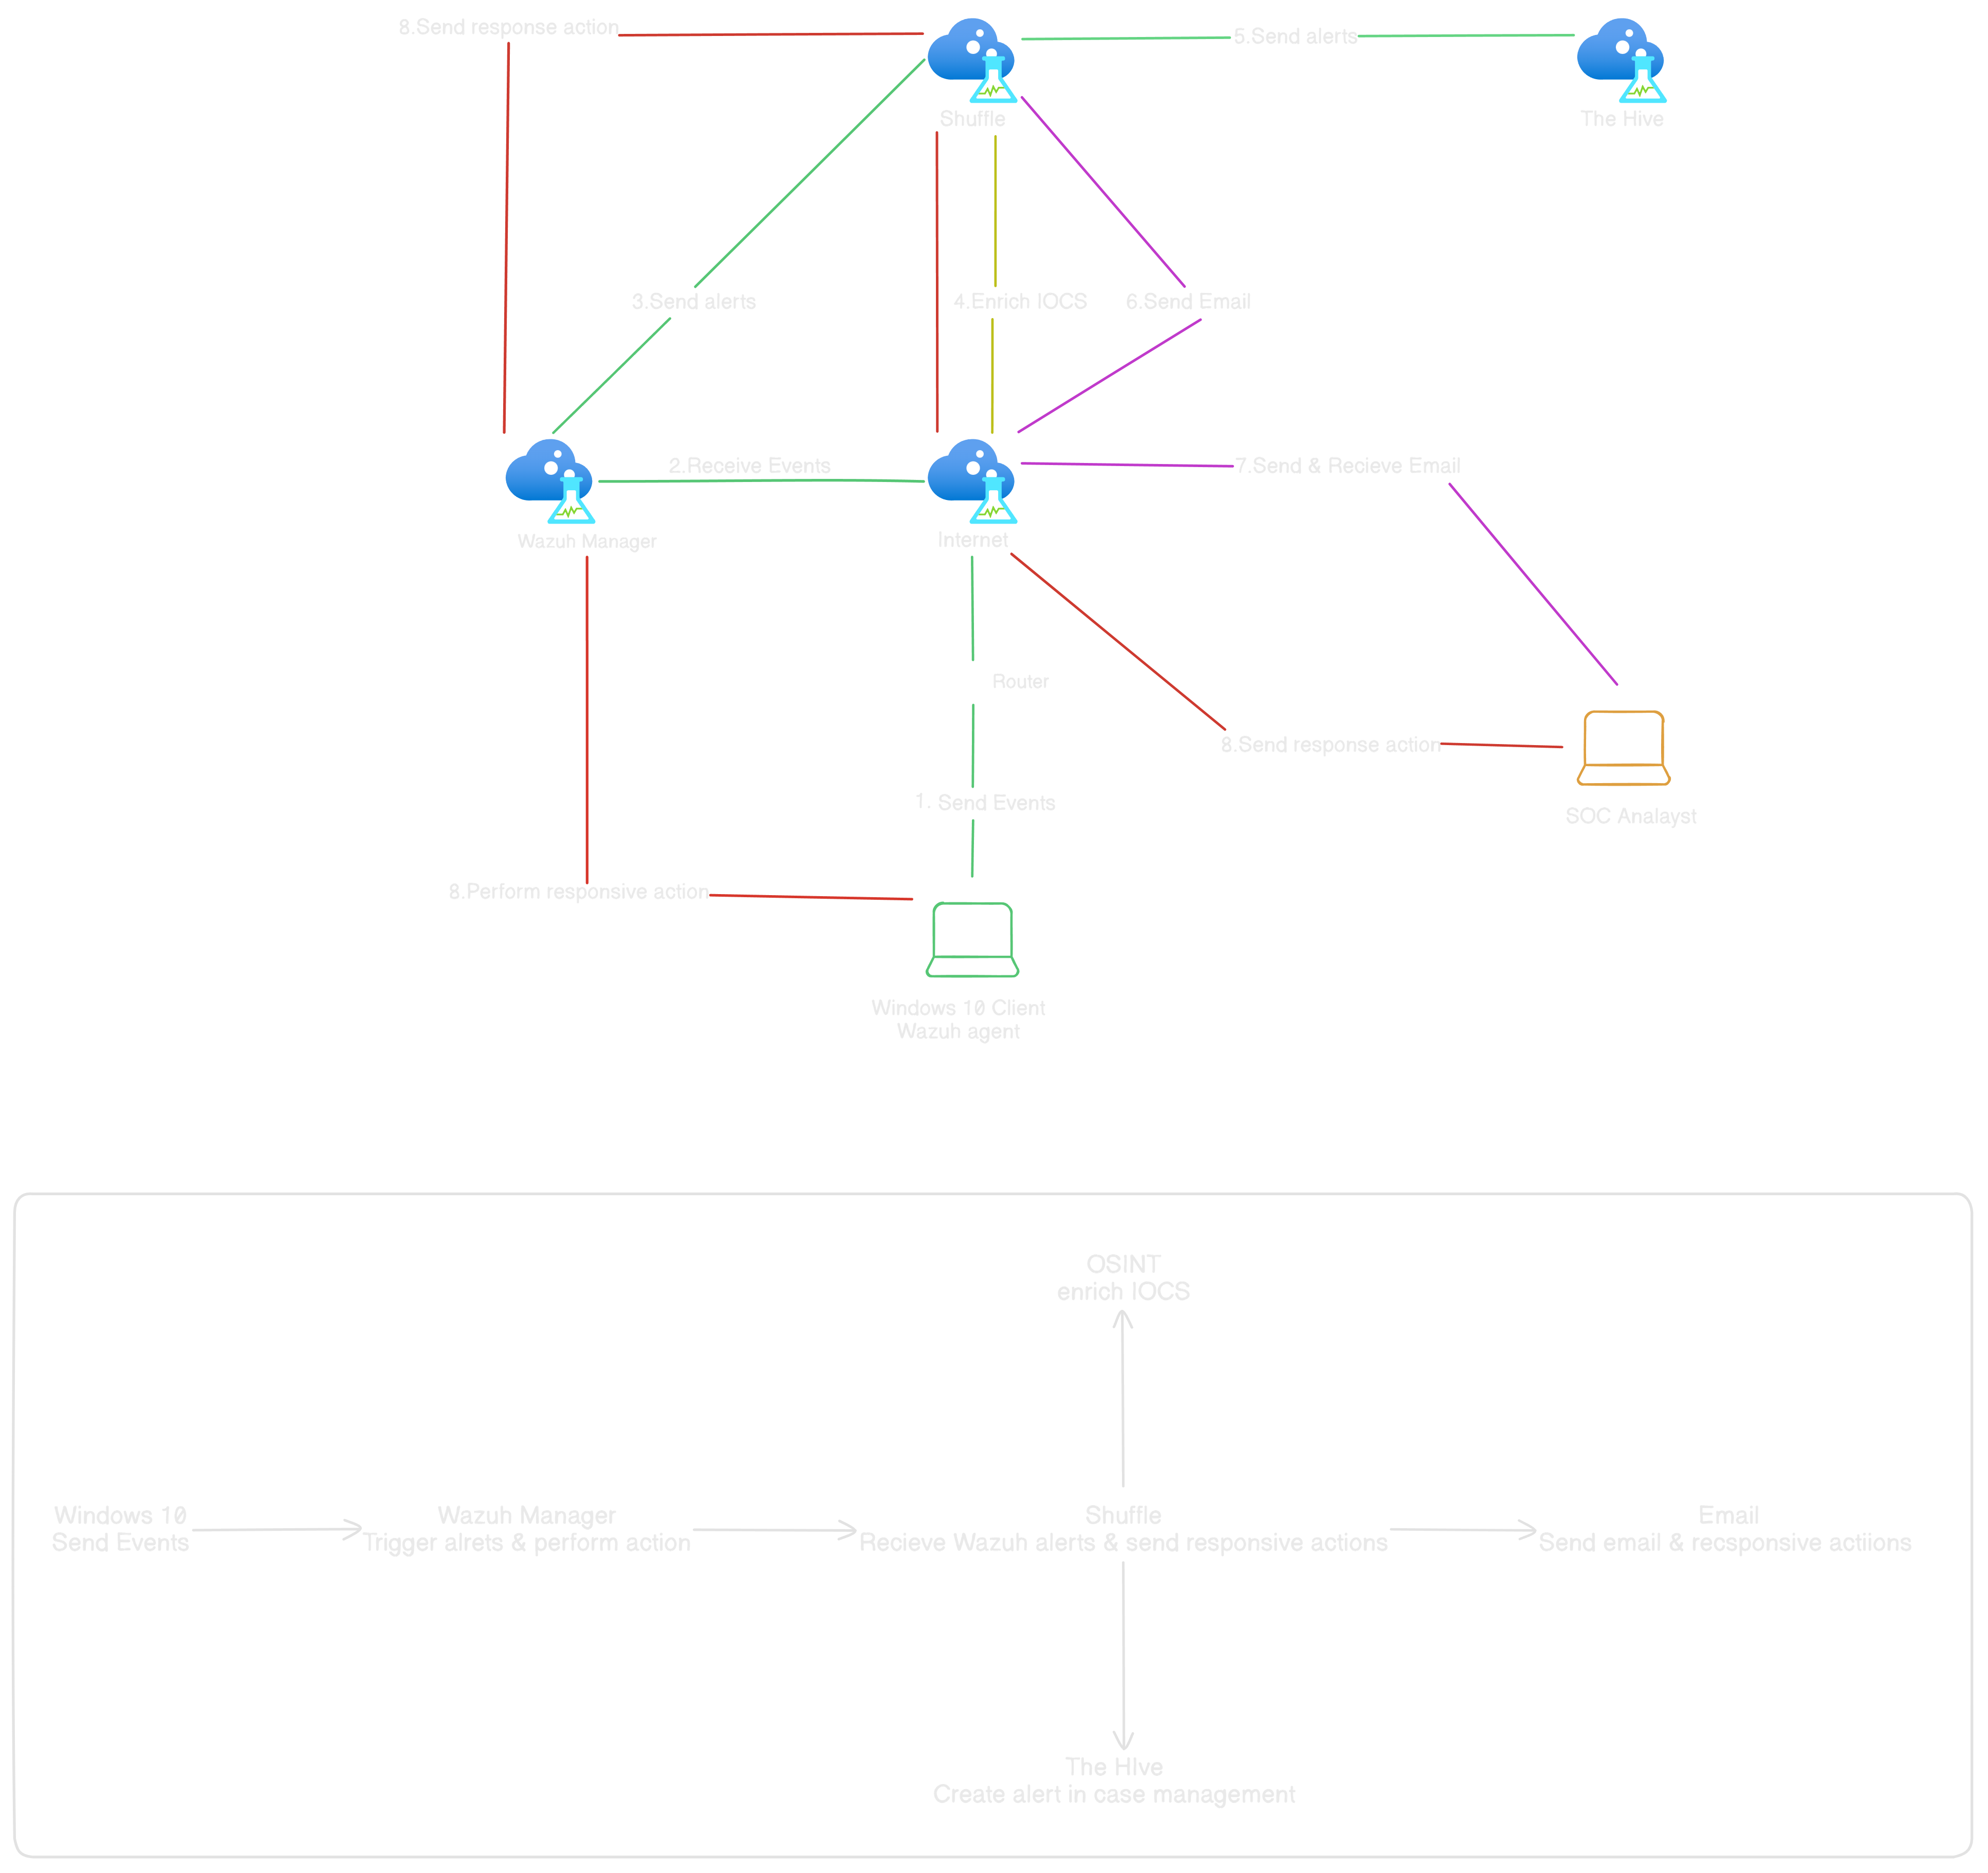 8.Send response action
5.Send alerts
Shuffle
The Hive
3.Send alerts
4.Enrich IOCS
6.Send Email
2.Receive Events
7.Send & Recieve Email
Wazuh Manager
Internet
Router
8.Send response action
1. Send Events
SOC Analayst
8.Perform responsive action
Windows 10 Client
Wazuh agent
OSINT
enrich IOCS
Windows 10
Send Events
Wazuh Manager
Trigger alrets & perform action
Shuffle
Recieve Wazuh alerts & send responsive actions
Email
Send email & recsponsive actiions
The HIve
Create alert in case management